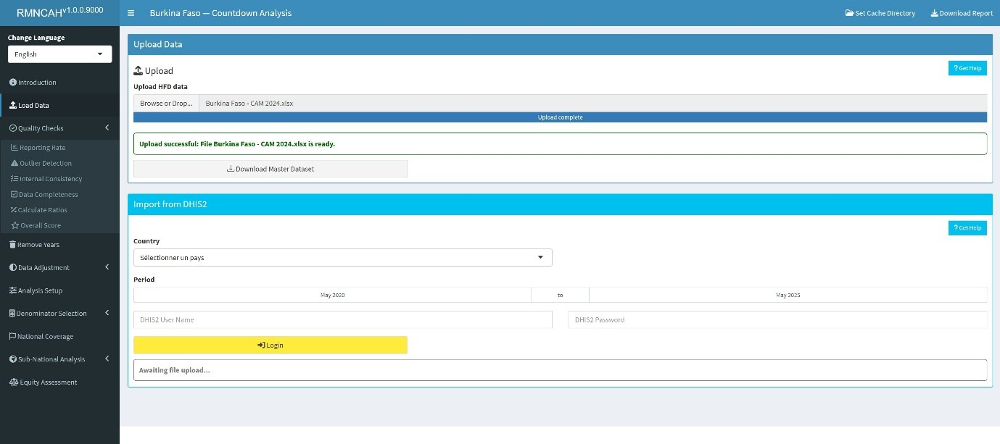 RMNCAHv1.0.0.9000
Burkina Faso — Countdown Analysis
Set Cache Directory
Download Report
Change Language
English
Introduction
Load Data
Quality Checks
Reporting Rate
Outlier Detection
Internal Consistency
Data Completeness
Calculate Ratios
Overall Score
Remove Years
Data Adjustment
Analysis Setup
Denominator Selection
National Coverage
Sub-National Analysis
Equity Assessment
Upload Data
Upload
? Get Help
Upload HFD data
Browse or Drop...
Burkina Faso - CAM 2024.xlsx
Upload complete
Upload successful: File Burkina Faso - CAM 2024.xlsx is ready.
Download Master Dataset
Import from DHIS2
? Get Help
Country
Sélectionner un pays
Period
May 2020 to May 2025
DHIS2 User Name
DHIS2 Password
Login
Awaiting file upload...